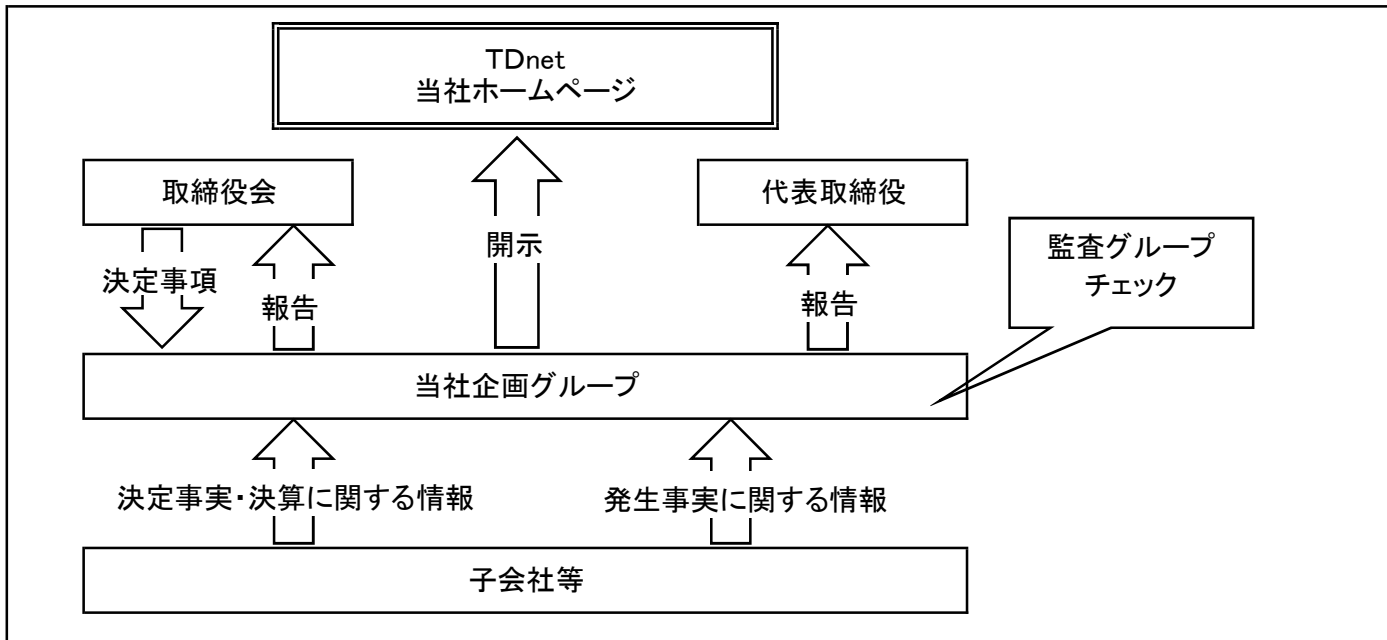 TDnet
当社ホームページ
取締役会
代表取締役
監査グループ
チェック
開示
決定事項
報告
報告
当社企画グループ
決定事実・決算に関する情報
発生事実に関する情報
子会社等